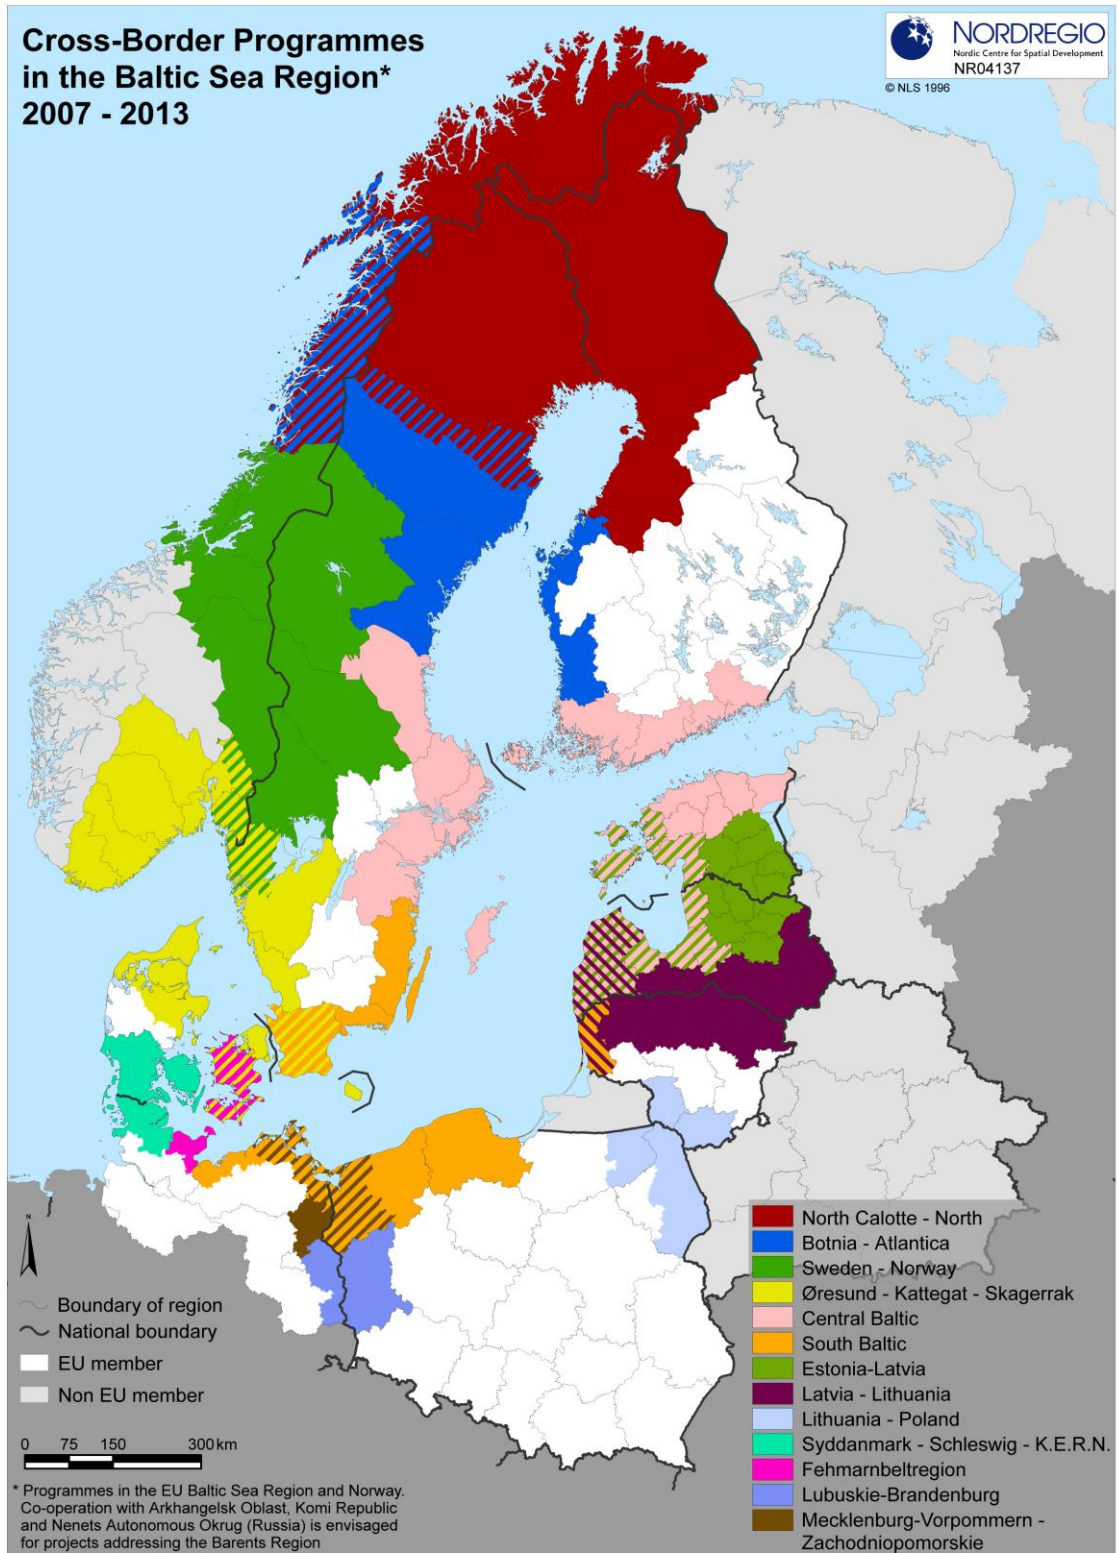 Cross-Border Programmes
in the Baltic Sea Region*
2007 - 2013
NORDREGIO
Nordic Centre for Spatial Development
NR04137
© NLS 1996
N
Boundary of region
National boundary
EU member
Non EU member
0 75 150 300 km
* Programmes in the EU Baltic Sea Region and Norway.
Co-operation with Arkhangelsk Oblast, Komi Republic
and Nenets Autonomous Okrug (Russia) is envisaged
for projects addressing the Barents Region
North Calotte - North
Botnia - Atlantica
Sweden - Norway
Øresund - Kattegat - Skagerrak
Central Baltic
South Baltic
Estonia-Latvia
Latvia - Lithuania
Lithuania - Poland
Syddanmark - Schleswig - K.E.R.N.
Fehmarnbeltregion
Lubuskie-Brandenburg
Mecklenburg-Vorpommern -
Zachodniopomorskie